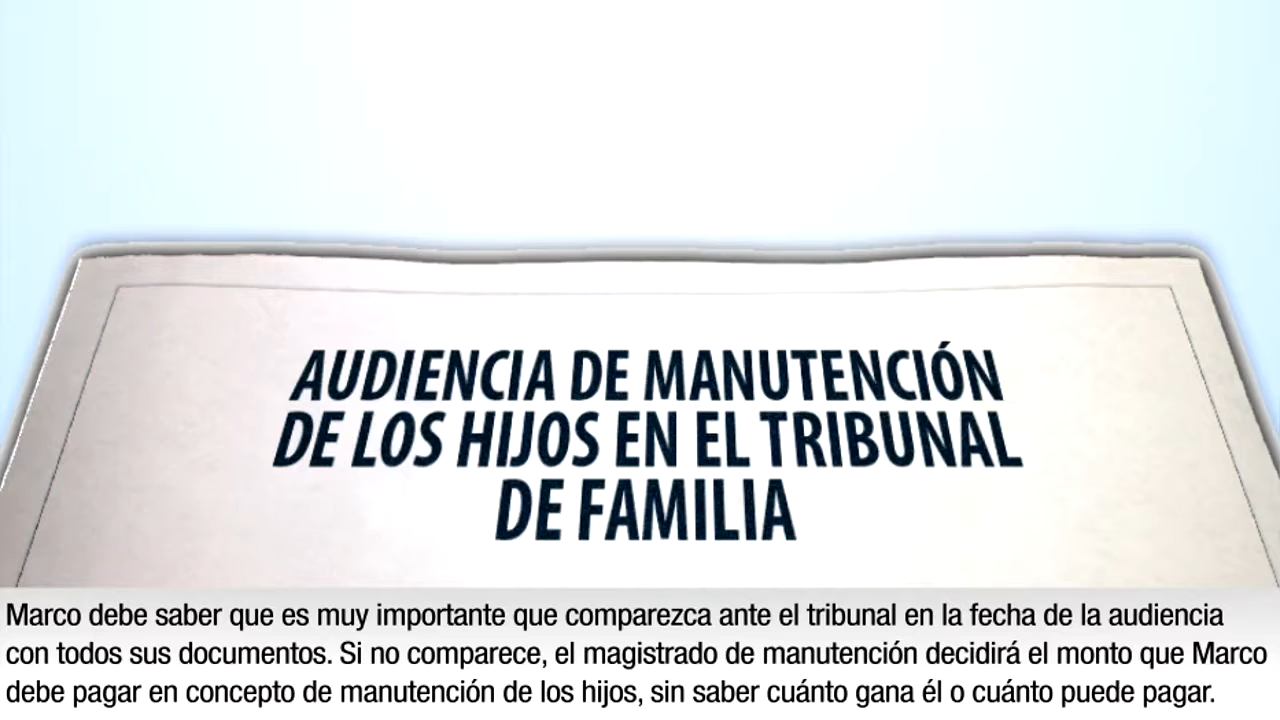 AUDIENCIA DE MANUTENCIÓN
DE LOS HIJOS EN EL TRIBUNAL
DE FAMILIA
Marco debe saber que es muy importante que comparezca ante el tribunal en la fecha de la audiencia
con todos sus documentos. Si no comparece, el magistrado de manutención decidirá el monto que Marco
debe pagar en concepto de manutención de los hijos, sin saber cuánto gana él o cuánto puede pagar.